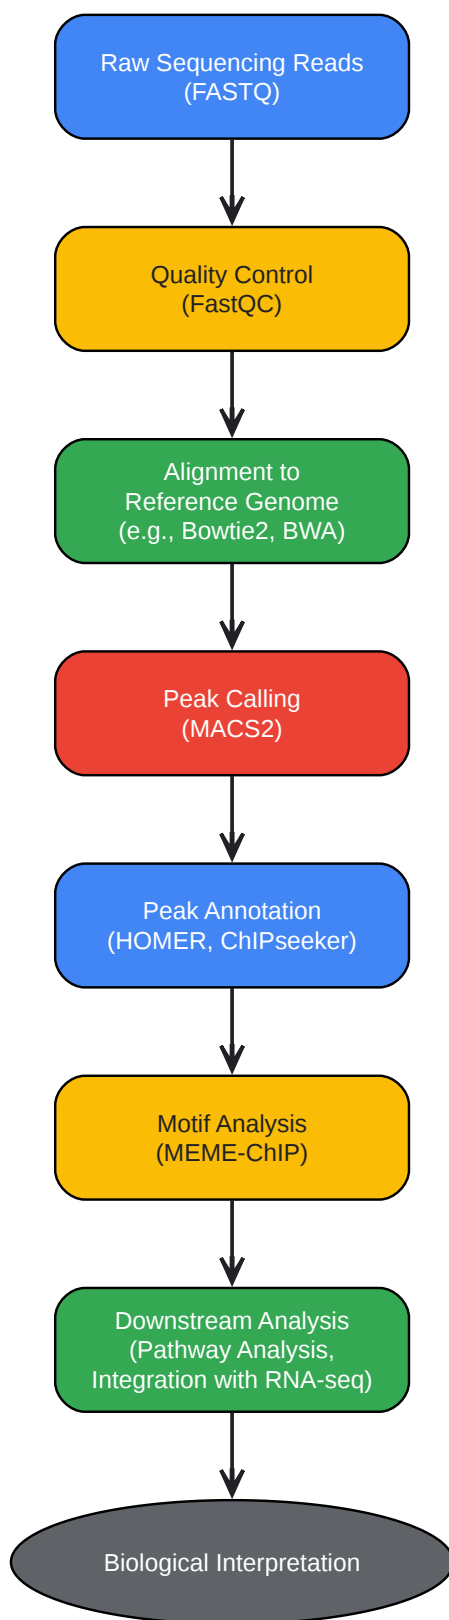 Raw Sequencing Reads
(FASTQ)
Quality Control
(FastQC)
Alignment to
Reference Genome
(e.g., Bowtie2, BWA)
Peak Calling
(MACS2)
Peak Annotation
(HOMER, ChIPseeker)
Motif Analysis
(MEME-ChIP)
Downstream Analysis
(Pathway Analysis,
Integration with RNA-seq)
Biological Interpretation